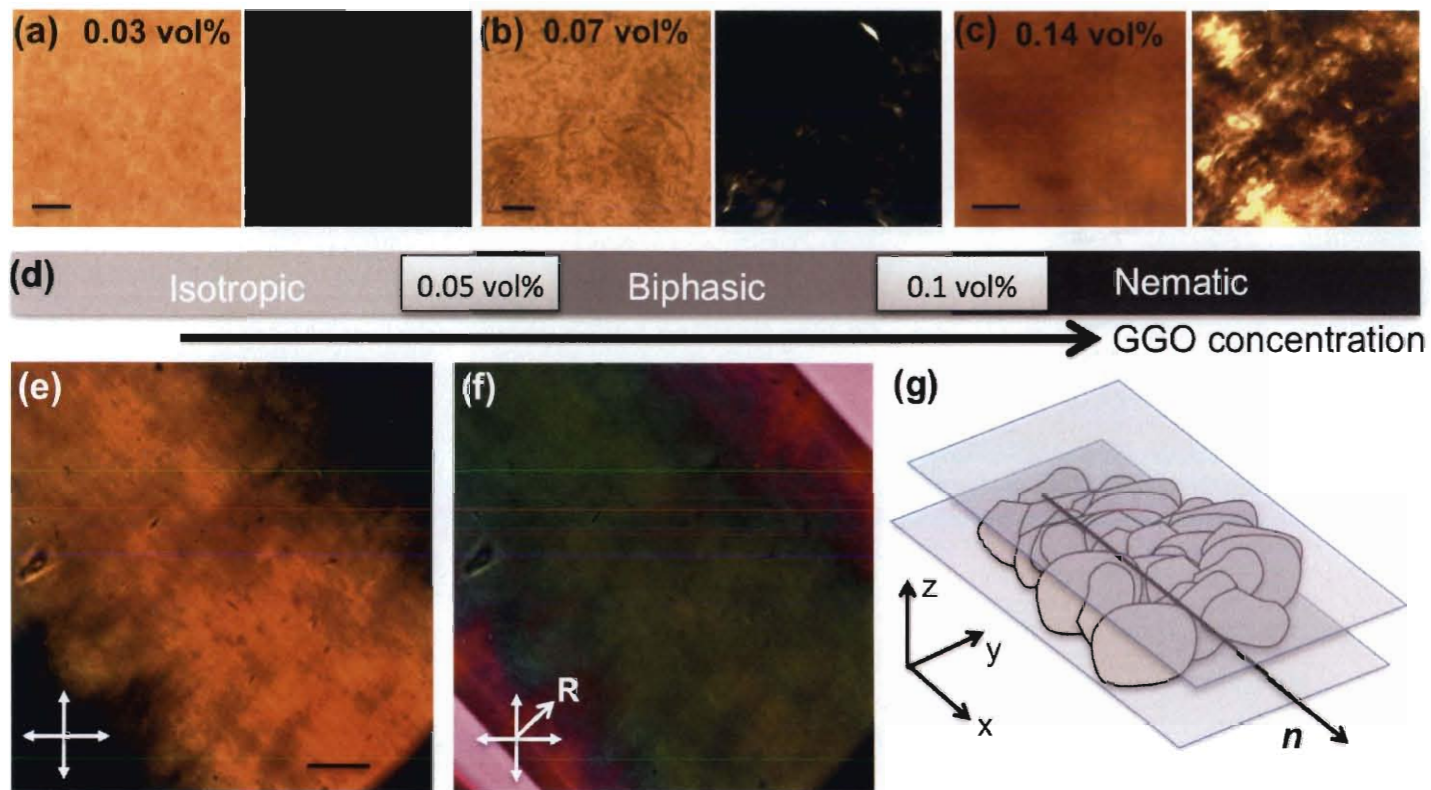 (a) 0.03 vol% (b) 0.07 vol% (c) 0.14 vol%
(d) Isotropic 0.05 vol% Biphasic 0.1 vol% Nematic
GGO concentration
(e) (f) (g)
R
z
y
x
n